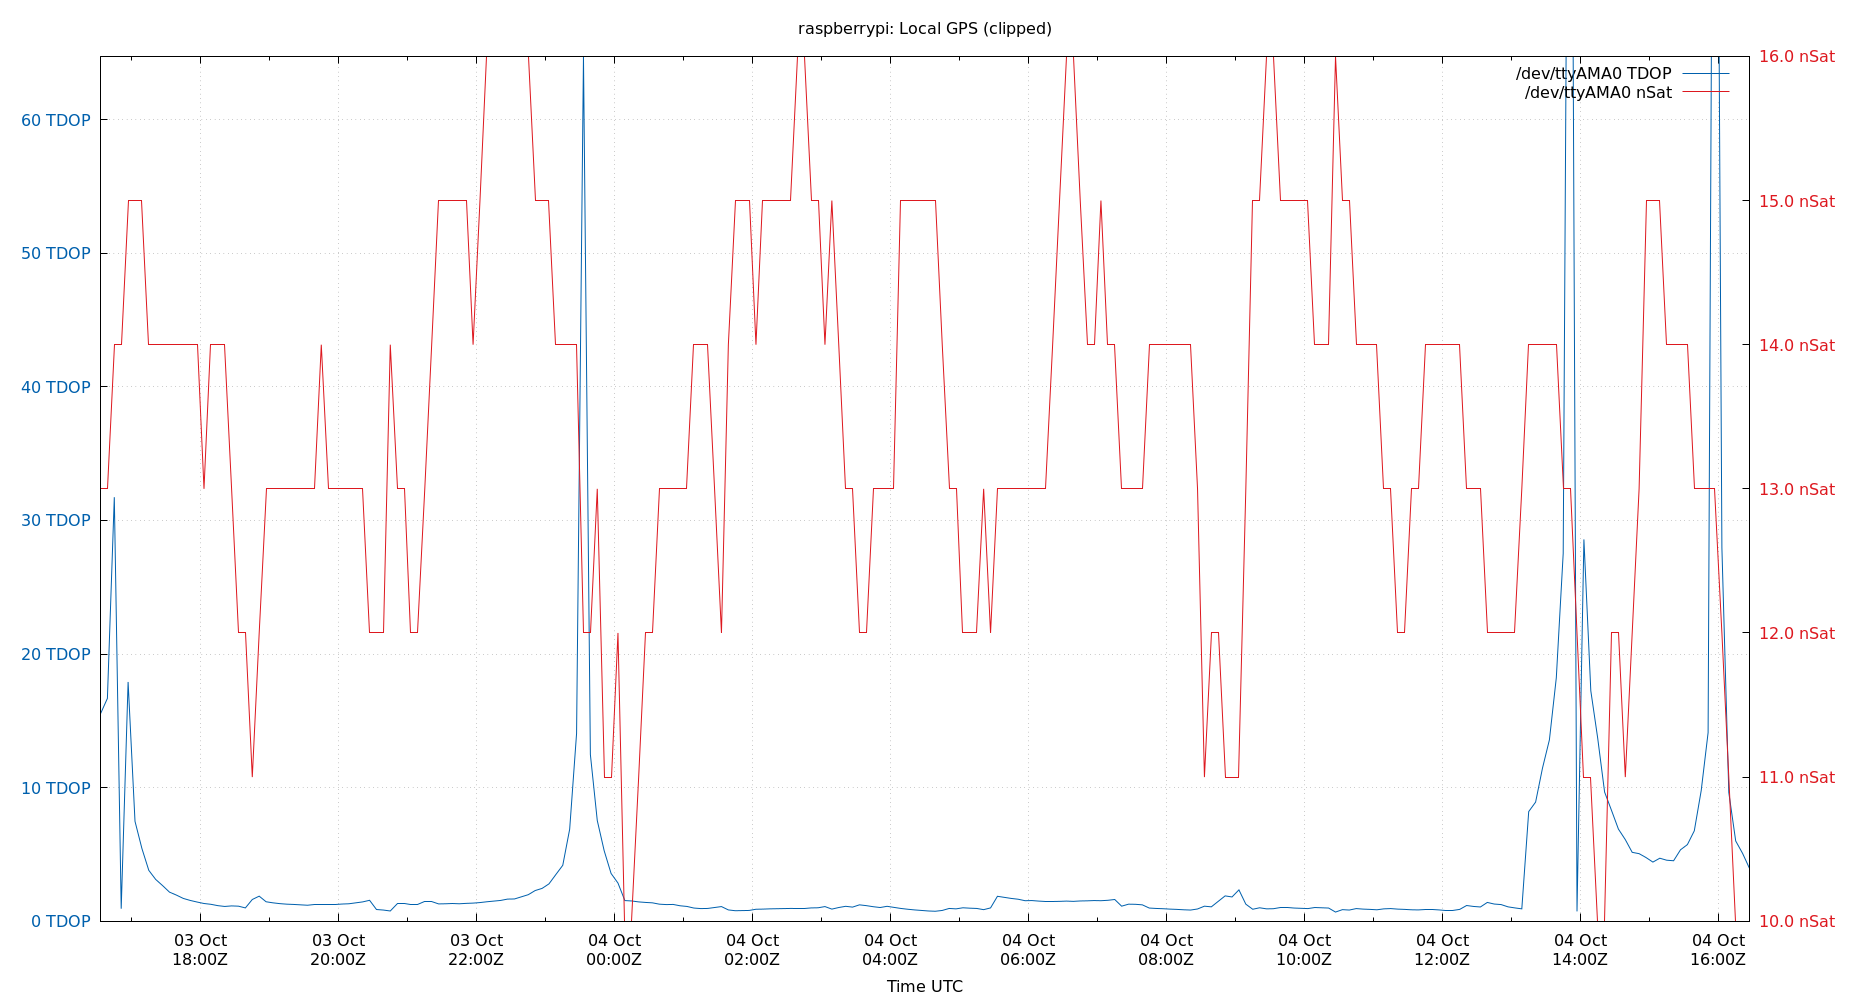 raspberrypi: Local GPS (clipped)
/dev/ttyAMA0 TDOP
/dev/ttyAMA0 nSat
60 TDOP
50 TDOP
40 TDOP
30 TDOP
20 TDOP
10 TDOP
0 TDOP
16.0 nSat
15.0 nSat
14.0 nSat
13.0 nSat
12.0 nSat
11.0 nSat
10.0 nSat
03 Oct
18:00Z
03 Oct
20:00Z
03 Oct
22:00Z
04 Oct
00:00Z
04 Oct
02:00Z
04 Oct
04:00Z
04 Oct
06:00Z
04 Oct
08:00Z
04 Oct
10:00Z
04 Oct
12:00Z
04 Oct
14:00Z
04 Oct
16:00Z
Time UTC